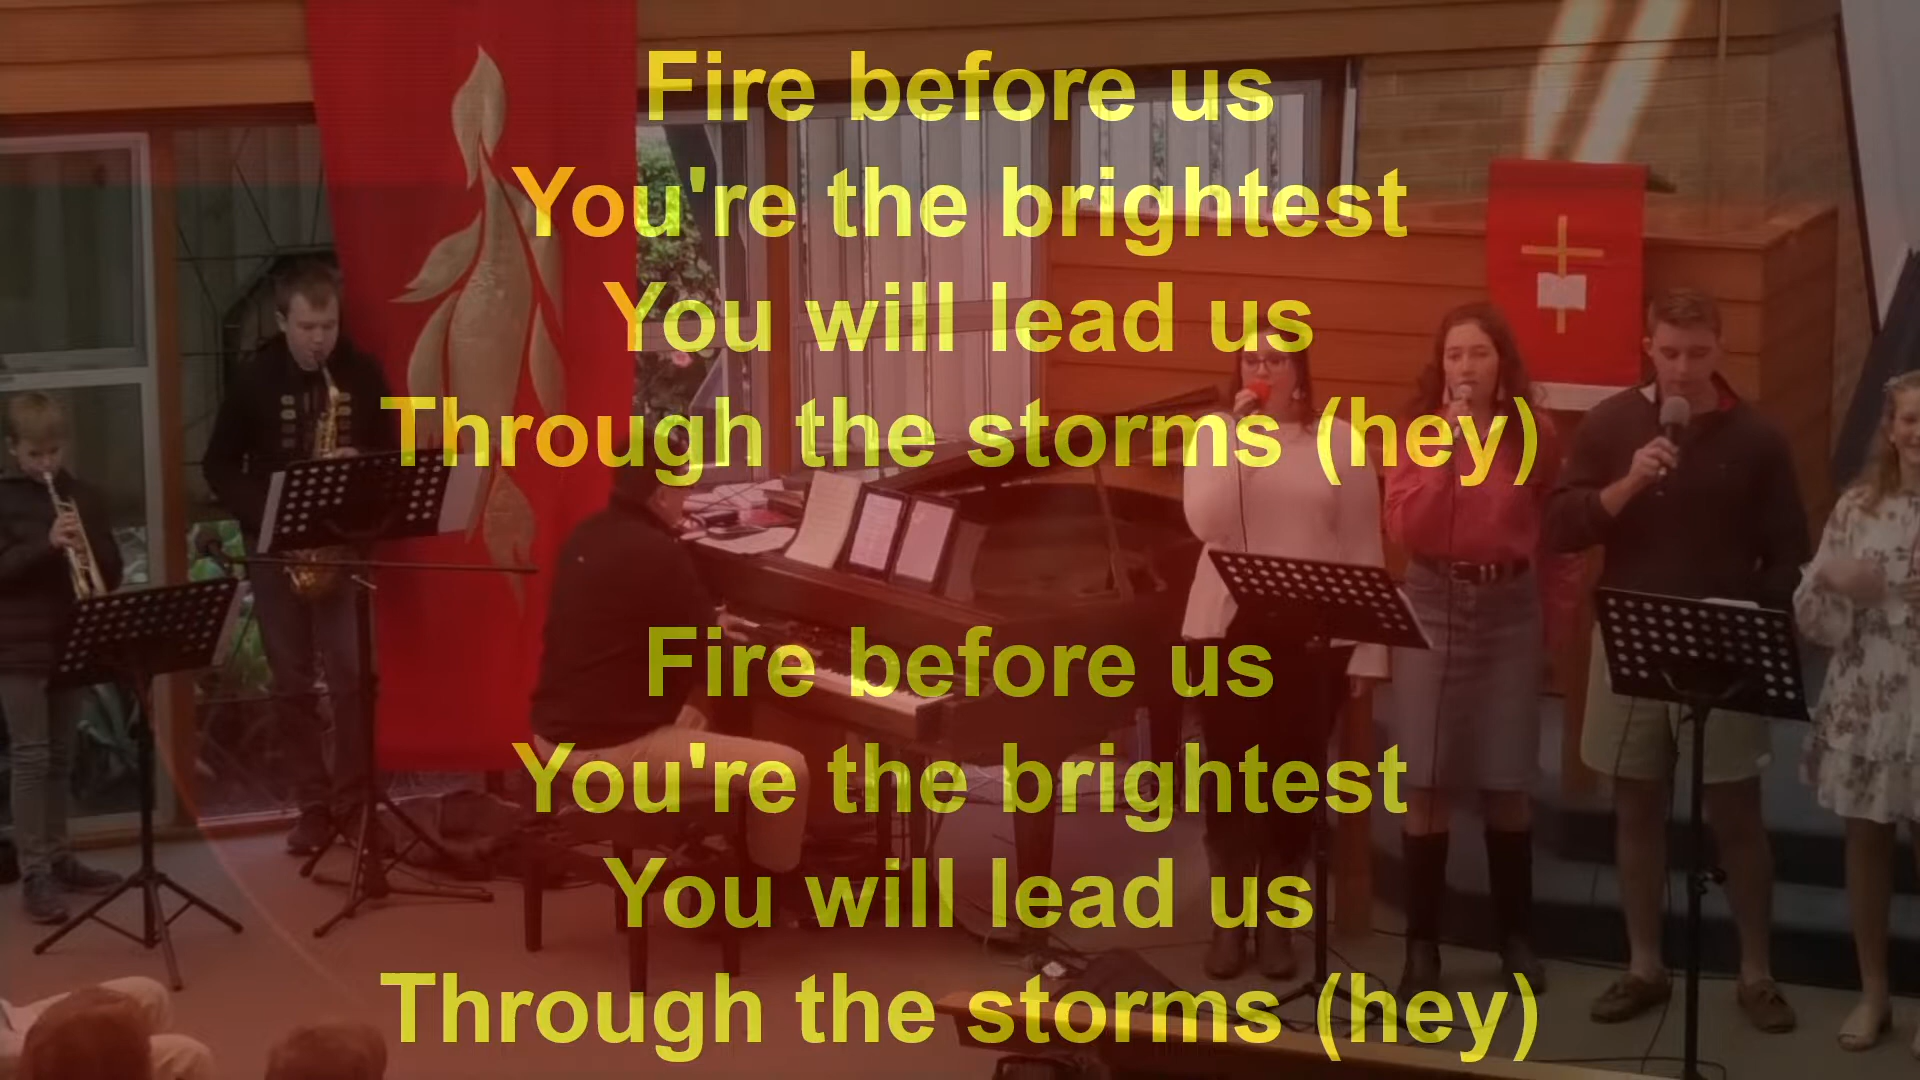 Fire before us
You're the brightest
You will lead us
Through the storms (hey)
Fire before us
You're the brightest
You will lead us
Through the storms (hey)